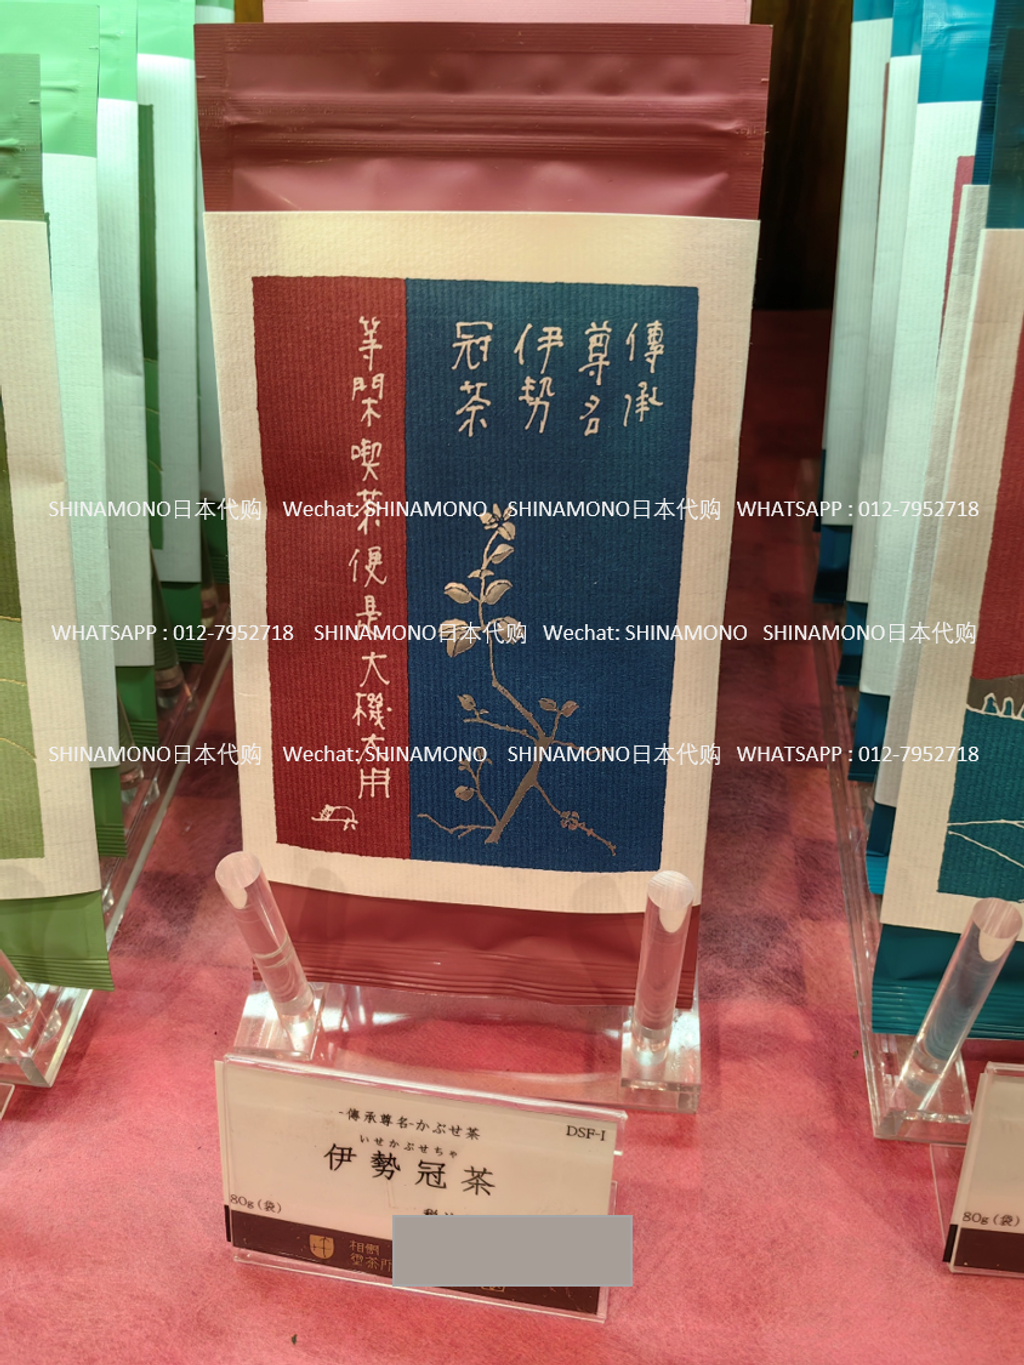 傳承
尊名
伊勢
冠茶
等閑喫茶便是大機大用
SHINAMONO日本代购 Wechat: SHINAMONO SHINAMONO日本代购 WHATSAPP : 012-7952718
WHATSAPP : 012-7952718 SHINAMONO日本代购 Wechat: SHINAMONO SHINAMONO日本代购
SHINAMONO日本代购 Wechat: SHINAMONO SHINAMONO日本代购 WHATSAPP : 012-7952718
-傳承尊名-かぶせ茶
DSF-I
いせかぶせちゃ
伊勢冠茶
80g (袋)
80g (袋)